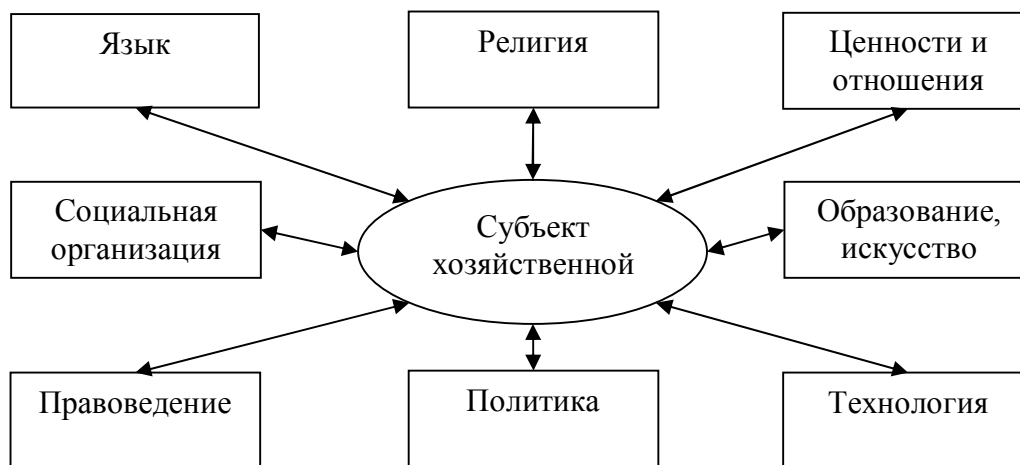 Язык
Религия
Ценности и
отношения
Социальная
организация
Субъект
хозяйственной
Образование,
искусство
Правоведение
Политика
Технология